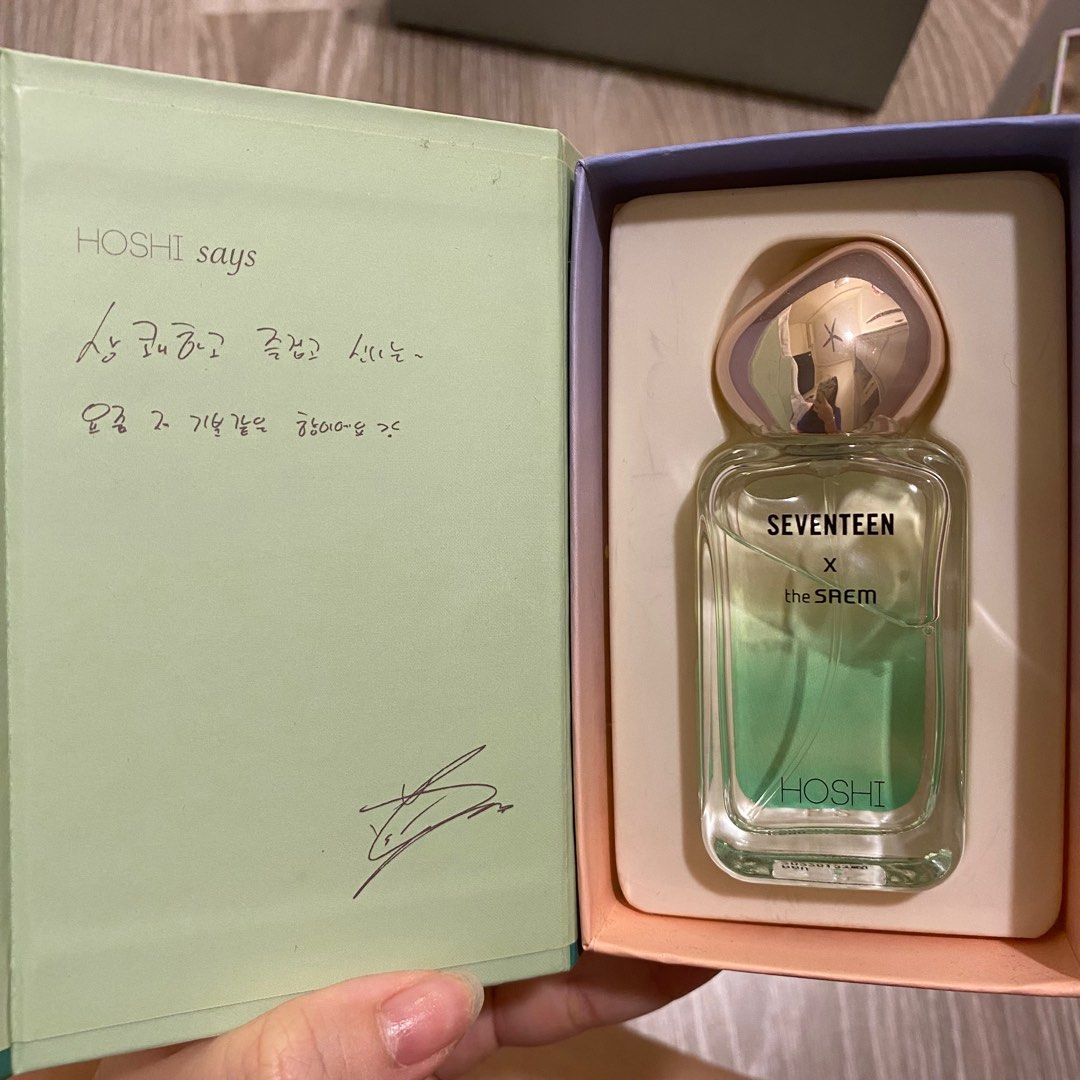 HOSHI says
상쾌하고 즐겁고 신나는~
요즘 저 기분같은 향이에요
SEVENTEEN
x
the SAEM
HOSHI